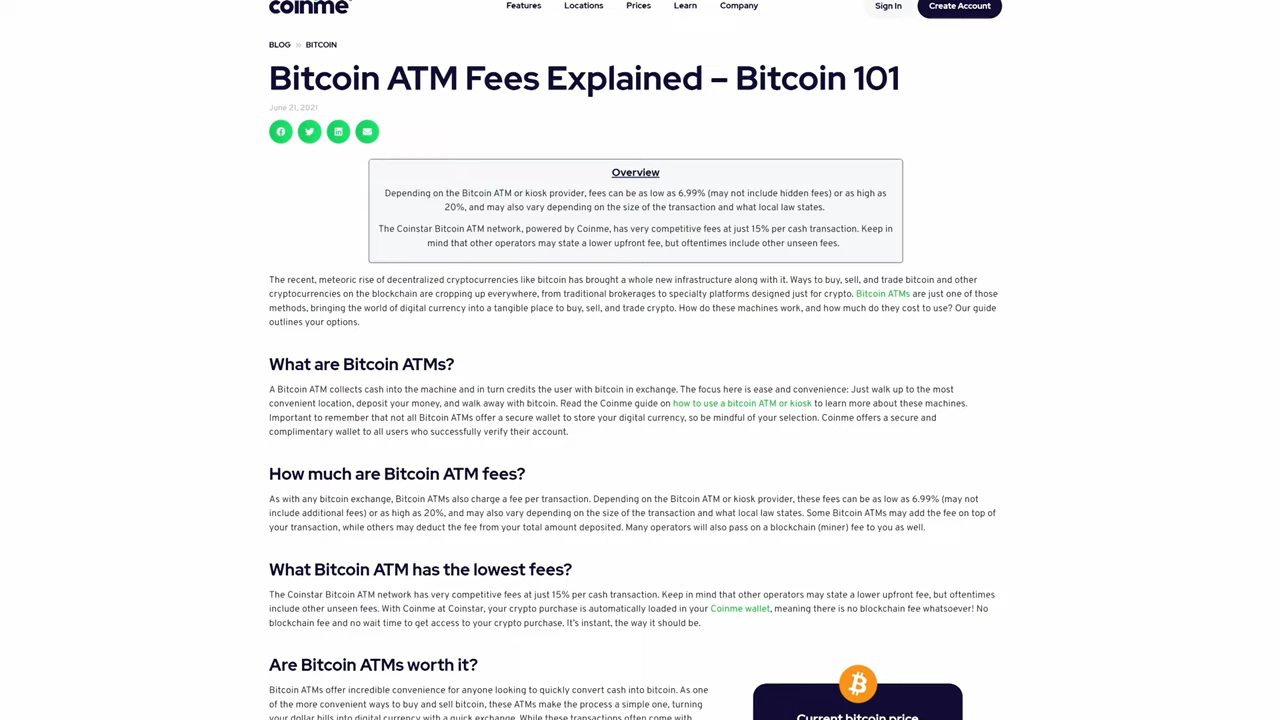 coinme
Features Locations Prices Learn Company Sign In Create Account
BLOG » BITCOIN
Bitcoin ATM Fees Explained – Bitcoin 101
June 21, 2021
Overview
Depending on the Bitcoin ATM or kiosk provider, fees can be as low as 6.99% (may not include hidden fees) or as high as
20%, and may also vary depending on the size of the transaction and what local law states.
The Coinstar Bitcoin ATM network, powered by Coinme, has very competitive fees at just 15% per cash transaction. Keep in
mind that other operators may state a lower upfront fee, but oftentimes include other unseen fees.
The recent, meteoric rise of decentralized cryptocurrencies like bitcoin has brought a whole new infrastructure along with it. Ways to buy, sell, and trade bitcoin and other
cryptocurrencies on the blockchain are cropping up everywhere, from traditional brokerages to specialty platforms designed just for crypto. Bitcoin ATMs are just one of those
methods, bringing the world of digital currency into a tangible place to buy, sell, and trade crypto. How do these machines work, and how much do they cost to use? Our guide
outlines your options.
What are Bitcoin ATMs?
A Bitcoin ATM collects cash into the machine and in turn credits the user with bitcoin in exchange. The focus here is ease and convenience: Just walk up to the most
convenient location, deposit your money, and walk away with bitcoin. Read the Coinme guide on how to use a bitcoin ATM or kiosk to learn more about these machines.
Important to remember that not all Bitcoin ATMs offer a secure wallet to store your digital currency, so be mindful of your selection. Coinme offers a secure and
complimentary wallet to all users who successfully verify their account.
How much are Bitcoin ATM fees?
As with any bitcoin exchange, Bitcoin ATMs also charge a fee per transaction. Depending on the Bitcoin ATM or kiosk provider, these fees can be as low as 6.99% (may not
include additional fees) or as high as 20%, and may also vary depending on the size of the transaction and what local law states. Some Bitcoin ATMs may add the fee on top of
your transaction, while others may deduct the fee from your total amount deposited. Many operators will also pass on a blockchain (miner) fee to you as well.
What Bitcoin ATM has the lowest fees?
The Coinstar Bitcoin ATM network has very competitive fees at just 15% per cash transaction. Keep in mind that other operators may state a lower upfront fee, but oftentimes
include other unseen fees. With Coinme at Coinstar, your crypto purchase is automatically loaded in your Coinme wallet, meaning there is no blockchain fee whatsoever! No
blockchain fee and no wait time to get access to your crypto purchase. It's instant, the way it should be.
Are Bitcoin ATMs worth it?
Bitcoin ATMs offer incredible convenience for anyone looking to quickly convert cash into bitcoin. As one
of the more convenient ways to buy and sell bitcoin, these ATMs make the process a simple one, turning
your dollar bills into digital currency with a quick exchange. While these transactions often come with
Current bitcoin price